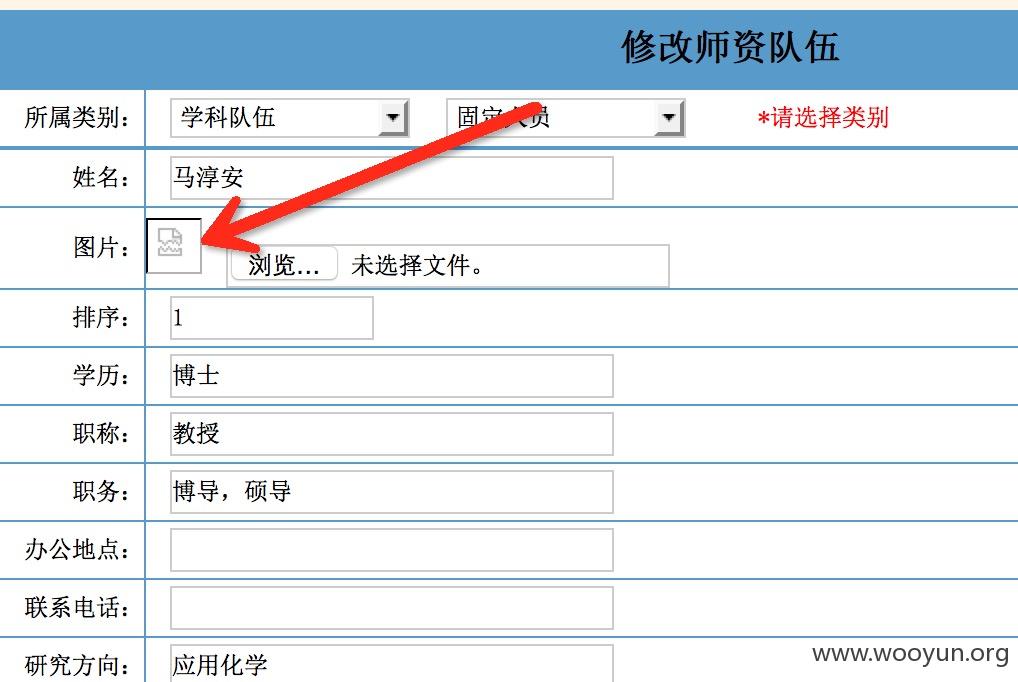 修改师资队伍
所属类别： 学科队伍 固定人员 *请选择类别
姓名： 马淳安
图片： 浏览... 未选择文件。
排序： 1
学历： 博士
职称： 教授
职务： 博导，硕导
办公地点：
联系电话：
研究方向： 应用化学
www.wooyun.org